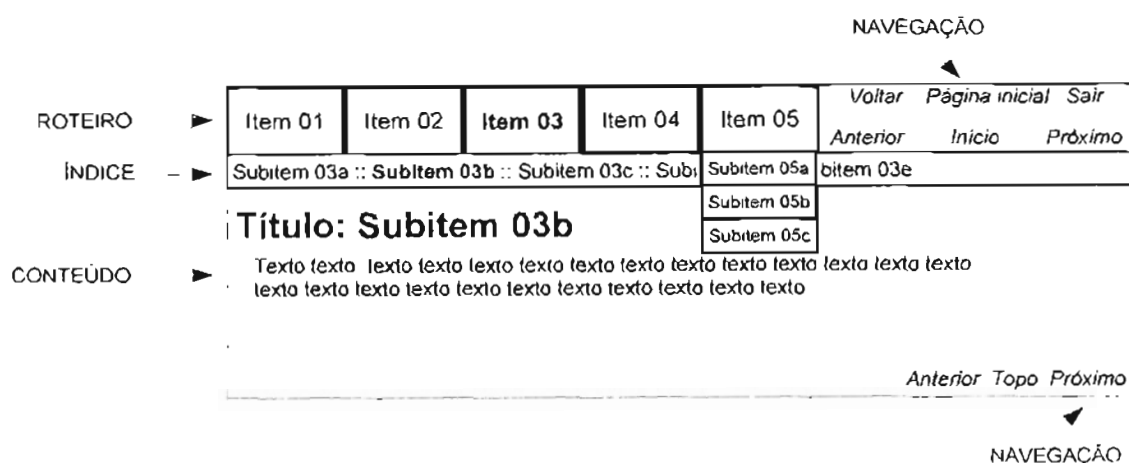 NAVEGAÇÃO
Voltar Página inicial Sair
ROTEIRO Item 01 Item 02 Item 03 Item 04 Item 05
Anterior Inicio Próximo
ÍNDICE Subitem 03a :: Subitem 03b :: Subitem 03c :: Subi Subitem 05a bitem 03e
Subitem 05b
Título: Subitem 03b
Subitem 05c
CONTEÚDO Texto texto texto texto texto texto texto texto texto texto texto texto texto texto
texto texto texto texto texto texto texto texto texto texto texto
Anterior Topo Próximo
NAVEGAÇÃO